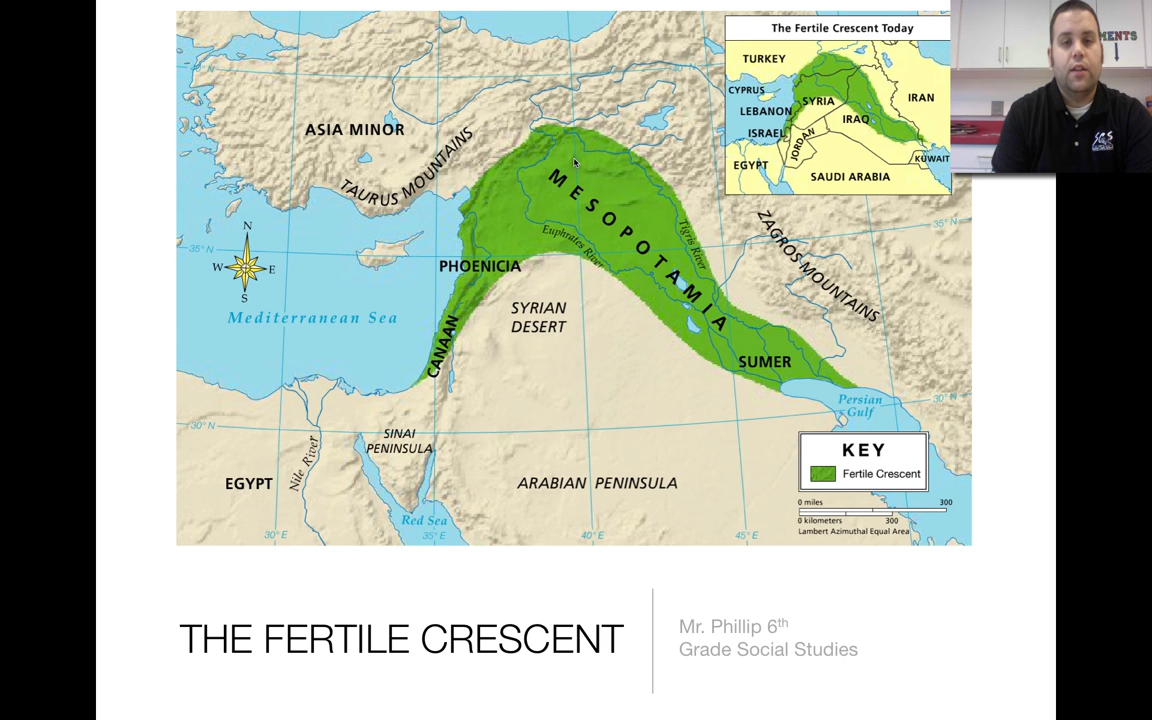 The Fertile Crescent Today
TURKEY
CYPRUS
SYRIA
IRAN
LEBANON
IRAQ
ISRAEL
JORDAN
EGYPT
KUWAIT
SAUDI ARABIA
MENTS
ASIA MINOR
TAURUS MOUNTAINS
MESOPOTAMIA
Tigris River
Euphrates River
ZAGROS MOUNTAINS
35° N
35° N
N
W
E
S
PHOENICIA
SYRIAN
DESERT
Mediterranean Sea
CANAAN
SUMER
Persian
Gulf
30° N
30° N
SINAI
PENINSULA
Nile River
EGYPT
ARABIAN PENINSULA
Red Sea
30° E
35° E
40° E
45° E
KEY
Fertile Crescent
0 miles 300
0 kilometers 300
Lambert Azimuthal Equal Area
THE FERTILE CRESCENT
Mr. Phillip 6th
Grade Social Studies